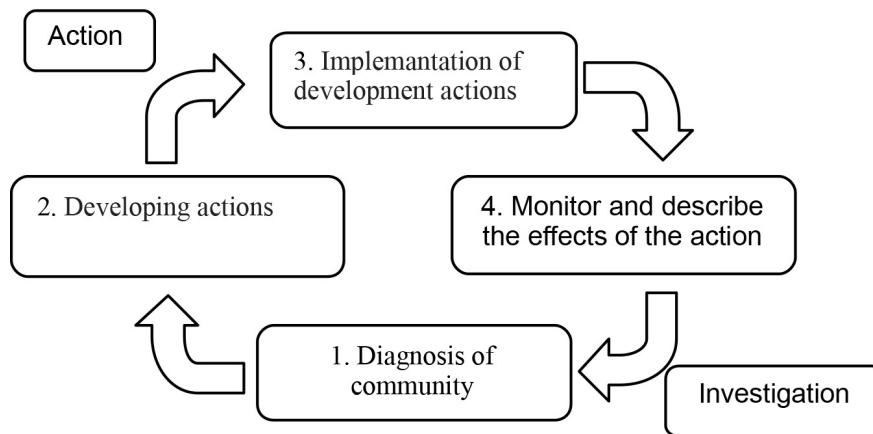 Action
3. Implemantation of
development actions
2. Developing actions
4. Monitor and describe
the effects of the action
1. Diagnosis of
community
Investigation